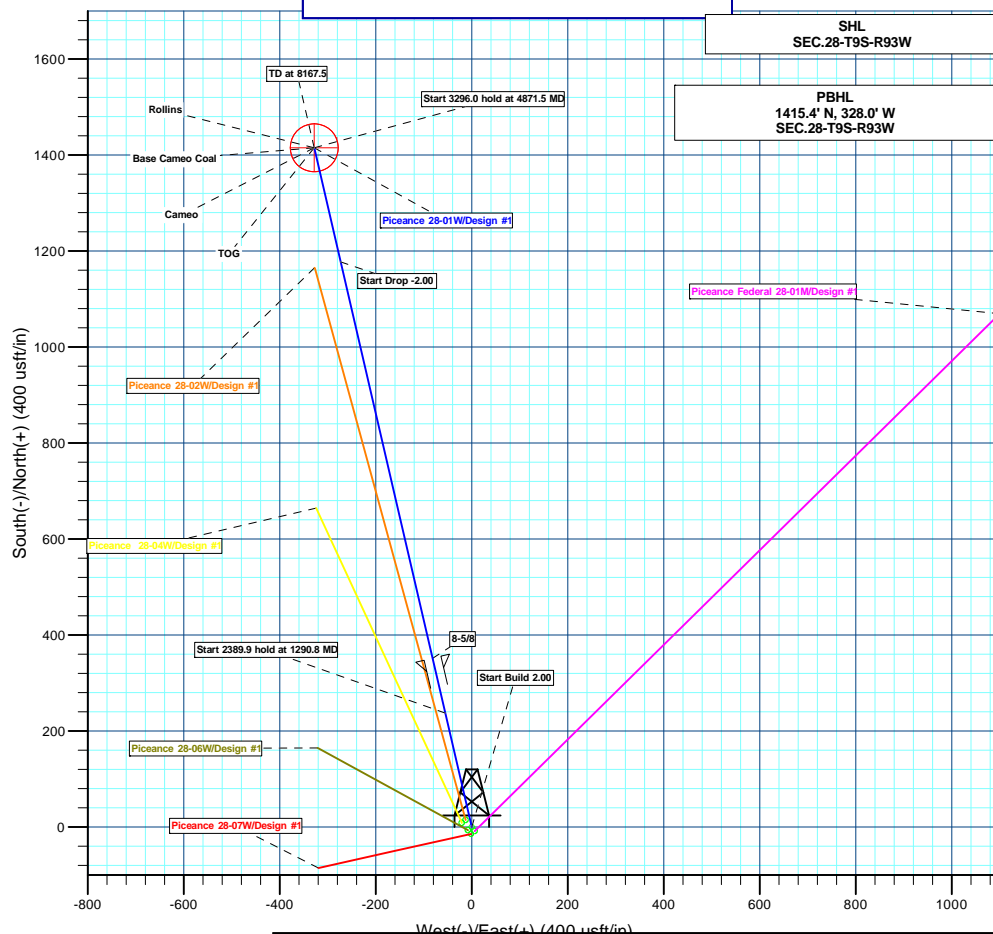 SHL
SEC.28-T9S-R93W
PBHL
1415.4' N, 328.0' W
SEC.28-T9S-R93W
TD at 8167.5
Start 3296.0 hold at 4871.5 MD
Rollins
Base Cameo Coal
Cameo
TOG
Piceance 28-01W/Design #1
Start Drop -2.00
Piceance Federal 28-01M/Design #1
Piceance 28-02W/Design #1
Piceance 28-04W/Design #1
8-5/8
Start 2389.9 hold at 1290.8 MD
Start Build 2.00
Piceance 28-06W/Design #1
Piceance 28-07W/Design #1
South(-)/North(+) (400 usft/in)
1600
1400
1200
1000
800
600
400
200
0
-800
-600
-400
-200
0
200
400
600
800
1000
West(-)/East(+) (400 usft/in)